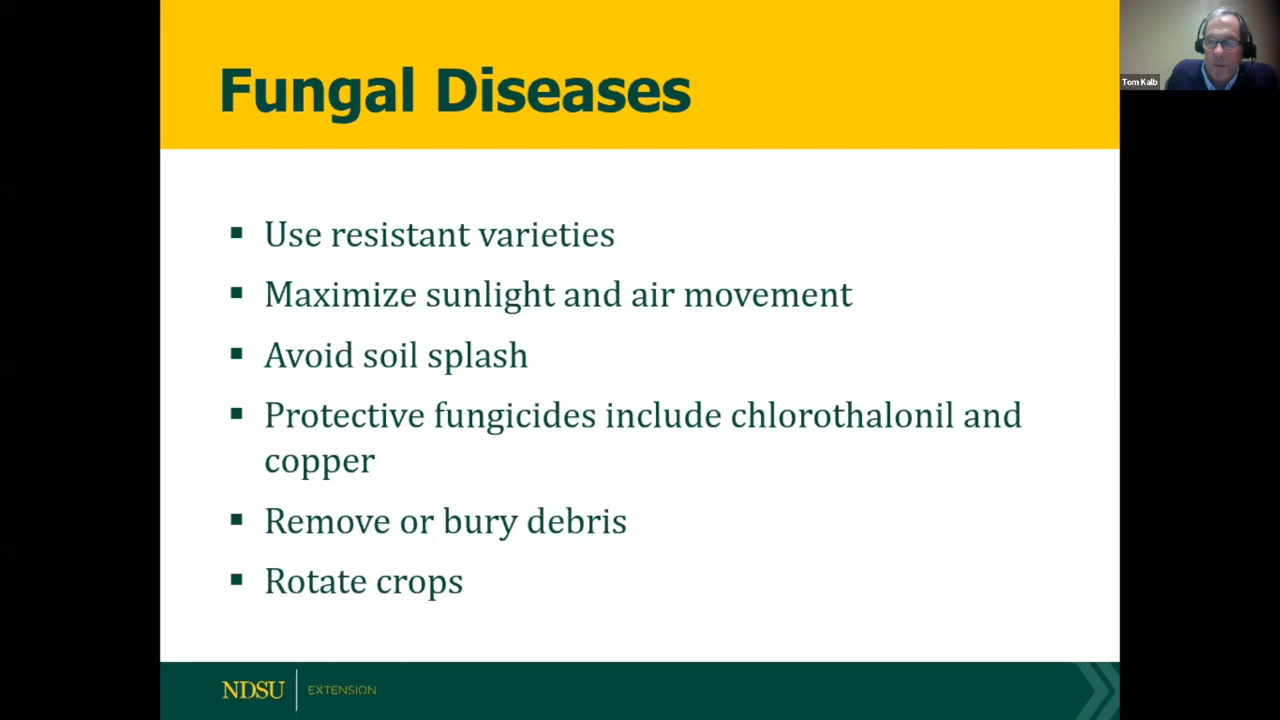 Fungal Diseases
Tom Kalb
▪ Use resistant varieties
▪ Maximize sunlight and air movement
▪ Avoid soil splash
▪ Protective fungicides include chlorothalonil and
copper
▪ Remove or bury debris
▪ Rotate crops
NDSU EXTENSION